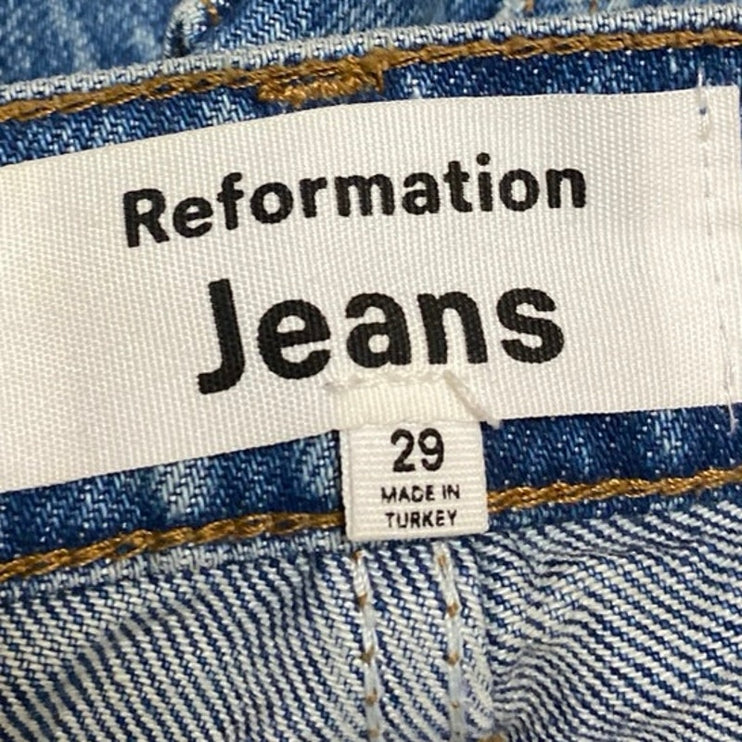 Reformation
Jeans
29
MADE IN
TURKEY